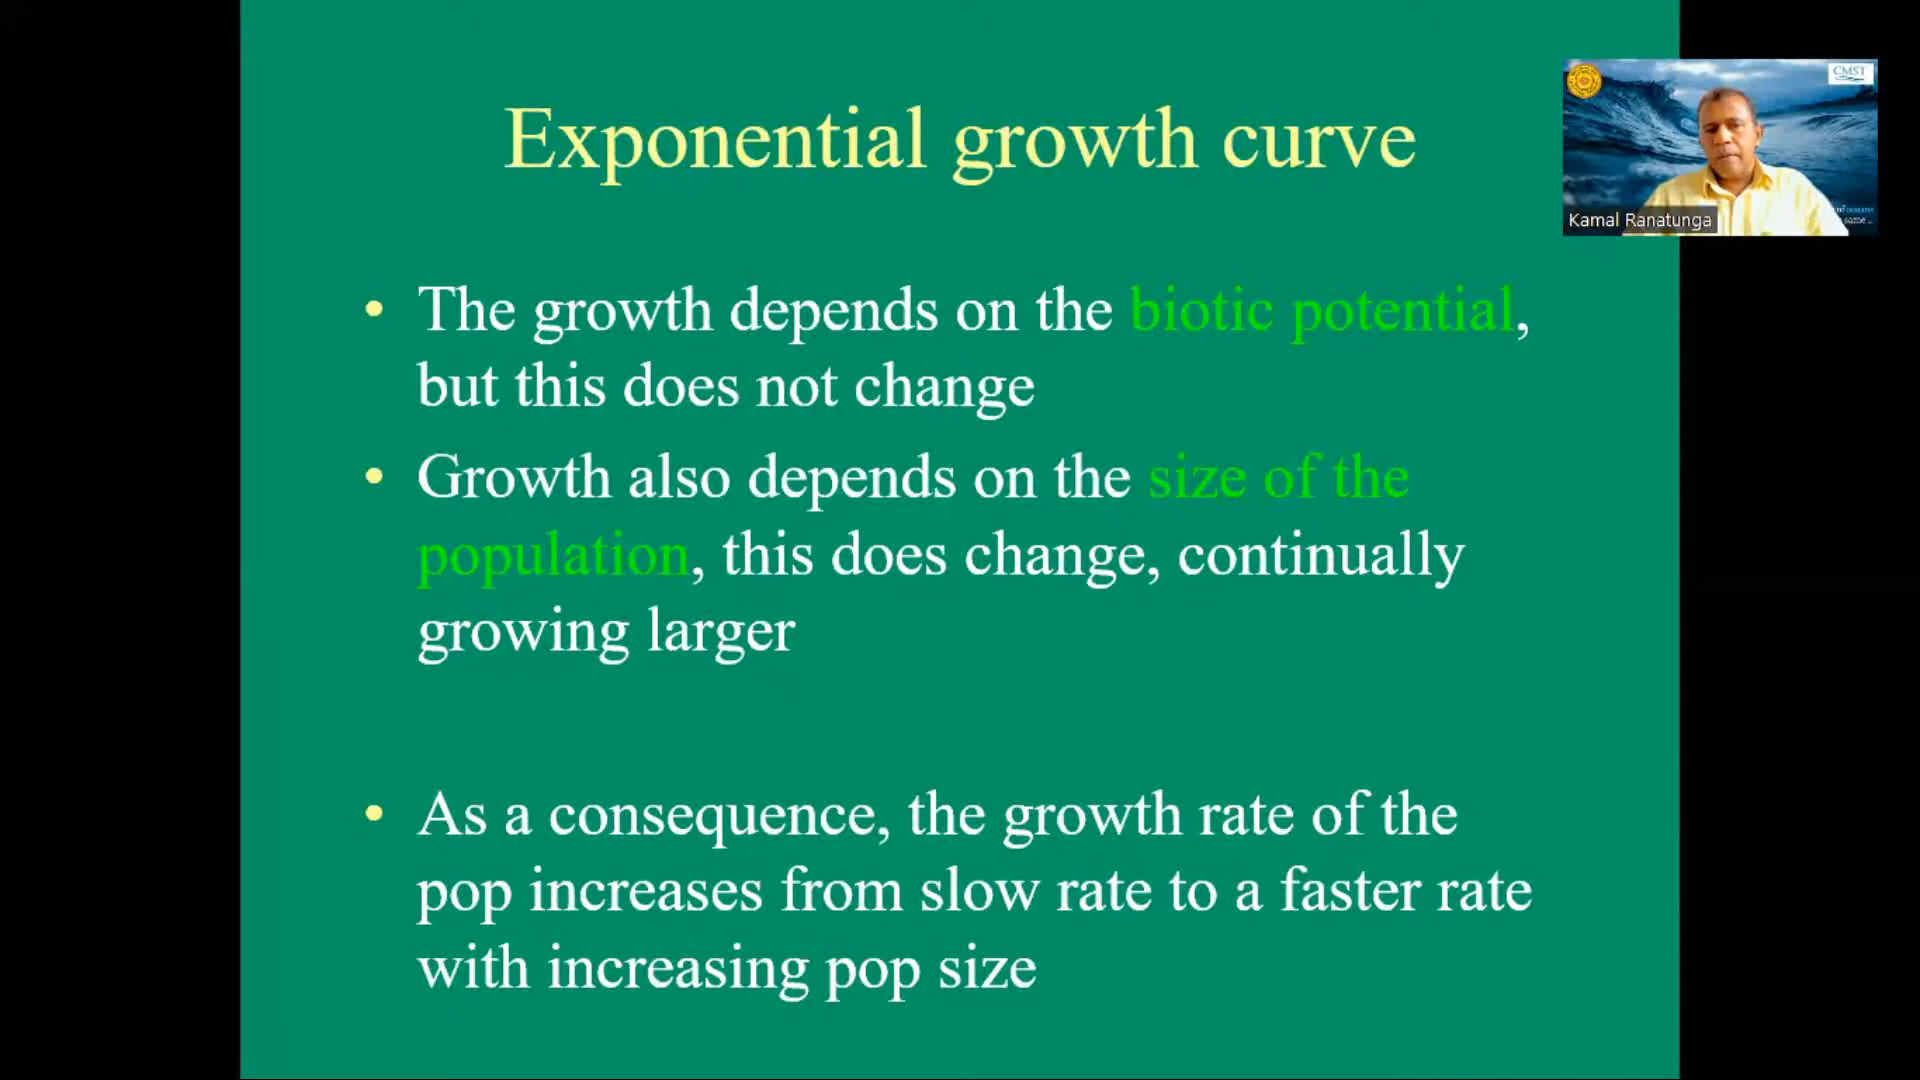 Exponential growth curve
CMST
Kamal Ranatunga
same
• The growth depends on the biotic potential,
but this does not change
• Growth also depends on the size of the
population, this does change, continually
growing larger
• As a consequence, the growth rate of the
pop increases from slow rate to a faster rate
with increasing pop size